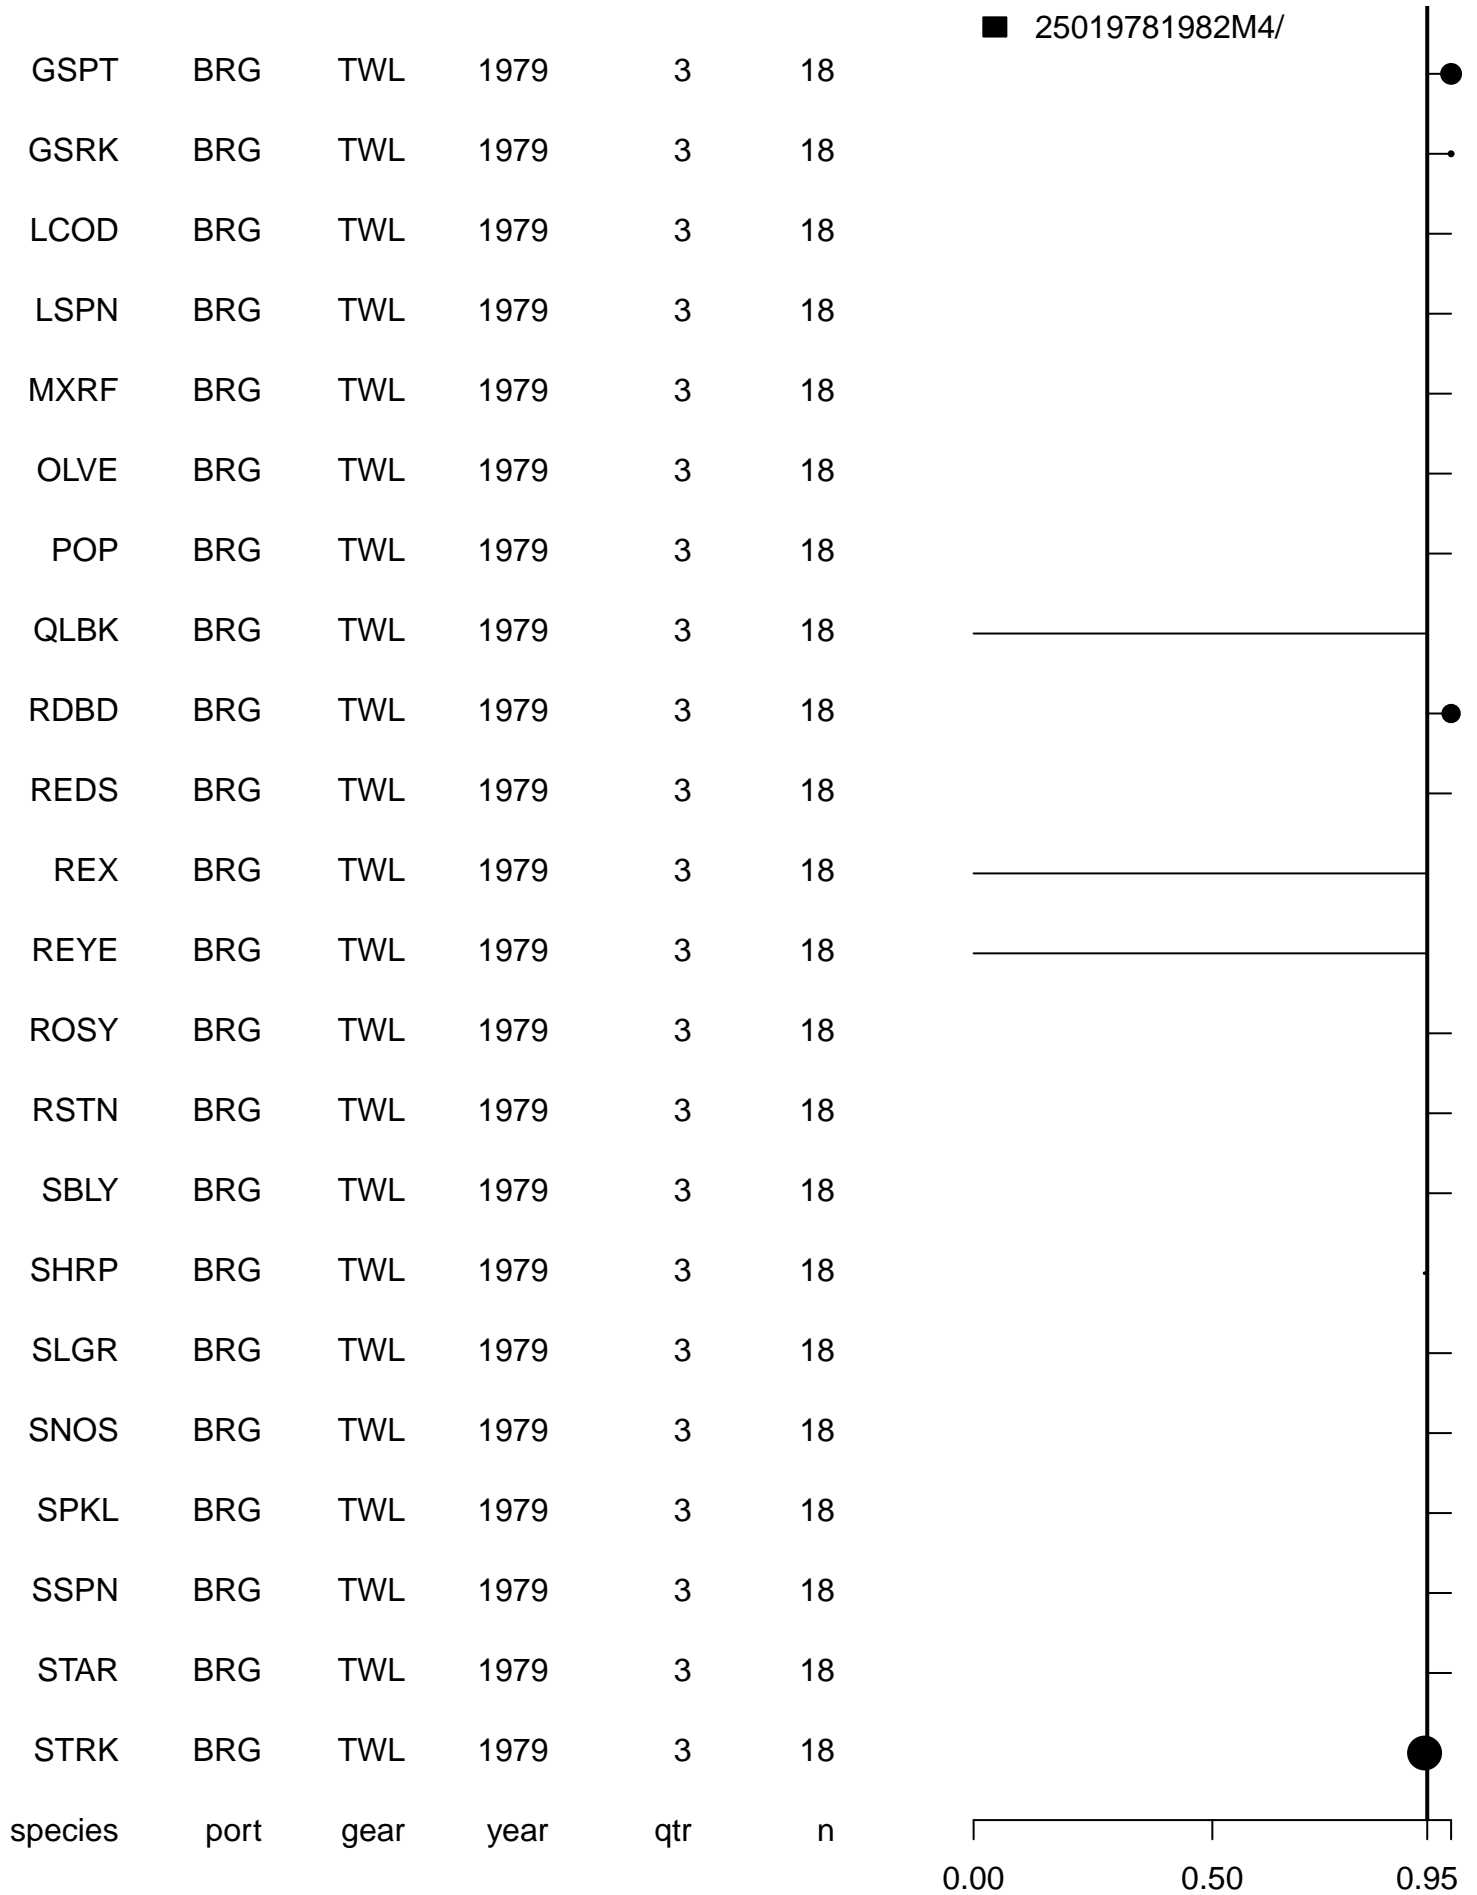 25019781982M4/
GSPT BRG TWL 1979 3 18
GSRK BRG TWL 1979 3 18
LCOD BRG TWL 1979 3 18
LSPN BRG TWL 1979 3 18
MXRF BRG TWL 1979 3 18
OLVE BRG TWL 1979 3 18
POP BRG TWL 1979 3 18
QLBK BRG TWL 1979 3 18
RDBD BRG TWL 1979 3 18
REDS BRG TWL 1979 3 18
REX BRG TWL 1979 3 18
REYE BRG TWL 1979 3 18
ROSY BRG TWL 1979 3 18
RSTN BRG TWL 1979 3 18
SBLY BRG TWL 1979 3 18
SHRP BRG TWL 1979 3 18
SLGR BRG TWL 1979 3 18
SNOS BRG TWL 1979 3 18
SPKL BRG TWL 1979 3 18
SSPN BRG TWL 1979 3 18
STAR BRG TWL 1979 3 18
STRK BRG TWL 1979 3 18
species port gear year qtr n
0.00 0.50 0.95